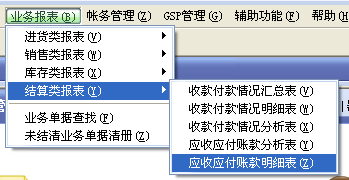 业务报表(B) 帐务管理(Z) GSP管理(G) 辅助功能(F) 帮助(H
进货类报表(V)
销售类报表(W)
库存类报表(X)
结算类报表(Y)
业务单据查找(F)
未结清业务单据清册(Z)
收款付款情况汇总表(V)
收款付款情况明细表(W)
收款付款情况分析表(X)
应收应付账款分析表(Y)
应收应付账款明细表(Z)